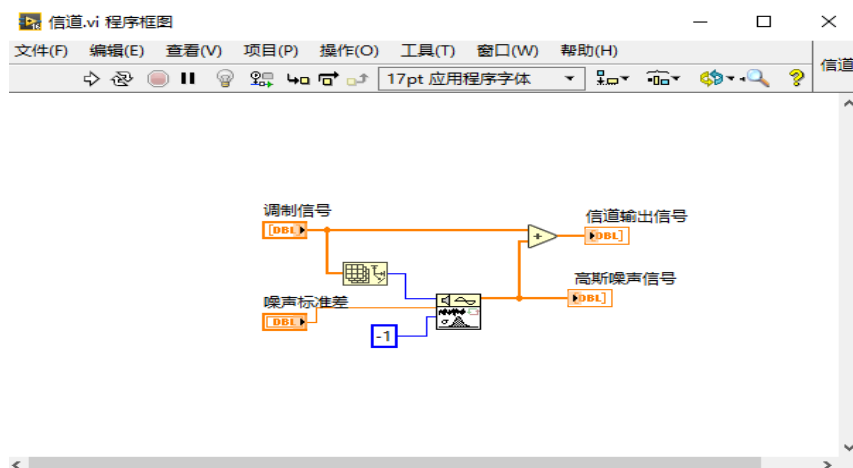 信道.vi 程序框图
文件(F) 编辑(E) 查看(V) 项目(P) 操作(O) 工具(T) 窗口(W) 帮助(H)
信道
17pt 应用程序字体
调制信号
[DBL]
信道输出信号
DBL]
噪声标准差
DBL
高斯噪声信号
DBL]
-1